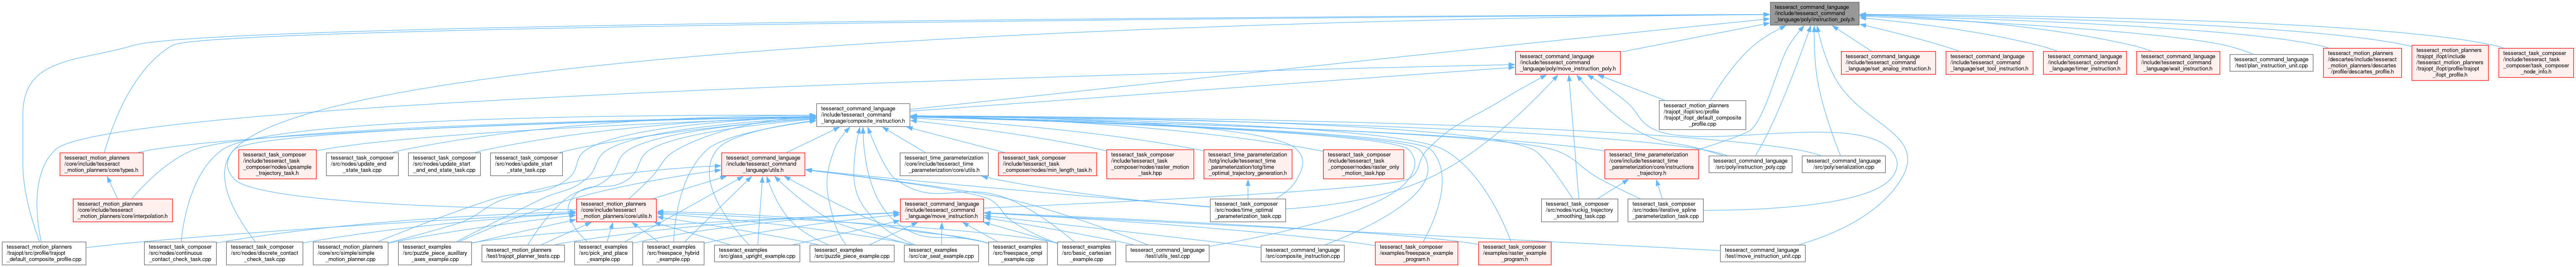 tesseract_command_language
/include/tesseract_command
_language/poly/instruction_poly.h
tesseract_command_language
/include/tesseract_command
_language/poly/move_instruction_poly.h
tesseract_command_language
/include/tesseract_command
_language/set_analog_instruction.h
tesseract_command_language
/include/tesseract_command
_language/set_tool_instruction.h
tesseract_command_language
/include/tesseract_command
_language/timer_instruction.h
tesseract_command_language
/include/tesseract_command
_language/wait_instruction.h
tesseract_command_language
/test/plan_instruction_unit.cpp
tesseract_motion_planners
/descartes/include/tesseract
_motion_planners/descartes
/profile/descartes_profile.h
tesseract_motion_planners
/trajopt_ifopt/include
/tesseract_motion_planners
/trajopt_ifopt/profile/trajopt
_ifopt_profile.h
tesseract_task_composer
/include/tesseract_task
_composer/task_composer
_node_info.h
tesseract_command_language
/include/tesseract_command
_language/composite_instruction.h
tesseract_motion_planners
/trajopt_ifopt/src/profile
/trajopt_ifopt_default_composite
_profile.cpp
tesseract_motion_planners
/core/include/tesseract
_motion_planners/core/types.h
tesseract_task_composer
/include/tesseract_task
_composer/nodes/upsample
_trajectory_task.h
tesseract_task_composer
/src/nodes/update_end
_state_task.cpp
tesseract_task_composer
/src/nodes/update_start
_and_end_state_task.cpp
tesseract_task_composer
/src/nodes/update_start
_state_task.cpp
tesseract_command_language
/include/tesseract_command
_language/utils.h
tesseract_time_parameterization
/core/include/tesseract_time
_parameterization/core/utils.h
tesseract_task_composer
/include/tesseract_task
_composer/nodes/min_length_task.h
tesseract_task_composer
/include/tesseract_task
_composer/nodes/raster_motion
_task.hpp
tesseract_time_parameterization
/totg/include/tesseract_time
_parameterization/totg/time
_optimal_trajectory_generation.h
tesseract_task_composer
/include/tesseract_task
_composer/nodes/raster_only
_motion_task.hpp
tesseract_time_parameterization
/core/include/tesseract_time
_parameterization/core/instructions
_trajectory.h
tesseract_command_language
/src/poly/instruction_poly.cpp
tesseract_command_language
/src/poly/serialization.cpp
tesseract_motion_planners
/core/include/tesseract
_motion_planners/core/interpolation.h
tesseract_motion_planners
/core/include/tesseract
_motion_planners/core/utils.h
tesseract_command_language
/include/tesseract_command
_language/move_instruction.h
tesseract_task_composer
/src/nodes/time_optimal
_parameterization_task.cpp
tesseract_task_composer
/src/nodes/ruckig_trajectory
_smoothing_task.cpp
tesseract_task_composer
/src/nodes/iterative_spline
_parameterization_task.cpp
tesseract_motion_planners
/trajopt/src/profile/trajopt
_default_composite_profile.cpp
tesseract_task_composer
/src/nodes/continuous
_contact_check_task.cpp
tesseract_task_composer
/src/nodes/discrete_contact
_check_task.cpp
tesseract_motion_planners
/core/src/simple/simple
_motion_planner.cpp
tesseract_examples
/src/puzzle_piece_auxillary
_axes_example.cpp
tesseract_motion_planners
/test/trajopt_planner_tests.cpp
tesseract_examples
/src/pick_and_place
_example.cpp
tesseract_examples
/src/freespace_hybrid
_example.cpp
tesseract_examples
/src/glass_upright_example.cpp
tesseract_examples
/src/puzzle_piece_example.cpp
tesseract_examples
/src/car_seat_example.cpp
tesseract_examples
/src/freespace_ompl
_example.cpp
tesseract_examples
/src/basic_cartesian
_example.cpp
tesseract_command_language
/test/utils_test.cpp
tesseract_command_language
/src/composite_instruction.cpp
tesseract_task_composer
/examples/freespace_example
_program.h
tesseract_task_composer
/examples/raster_example
_program.h
tesseract_command_language
/test/move_instruction_unit.cpp